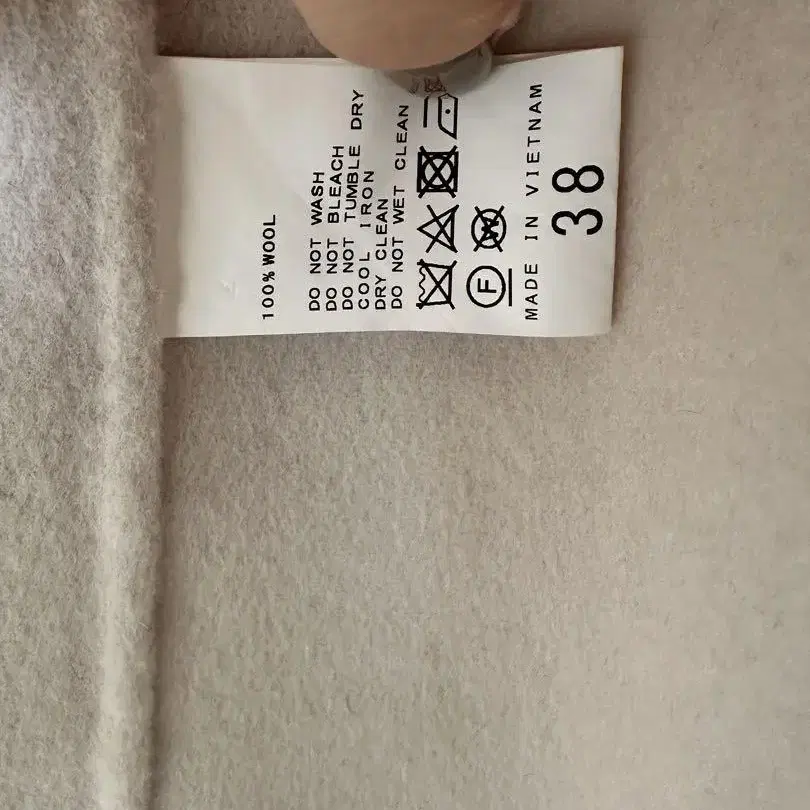 100% WOOL
DO NOT WASH
DO NOT BLEACH
DO NOT TUMBLE DRY
COOL IRON
DRY CLEAN
DO NOT WET CLEAN
F W
MADE IN VIETNAM
38